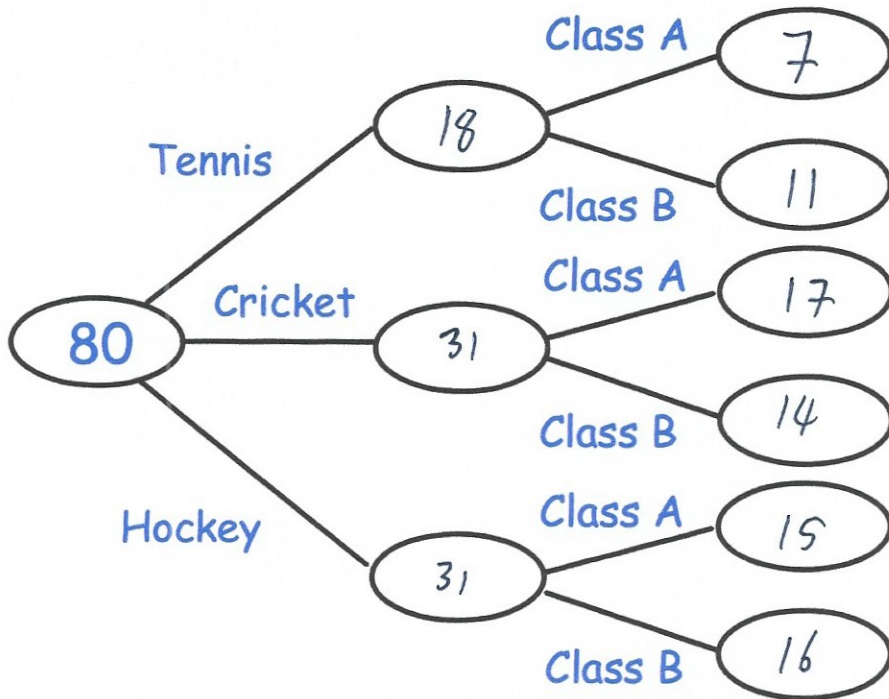 Class A
7
18
Tennis
11
Class B
Class A
Cricket
17
80
31
14
Class B
Class A
Hockey
15
31
16
Class B